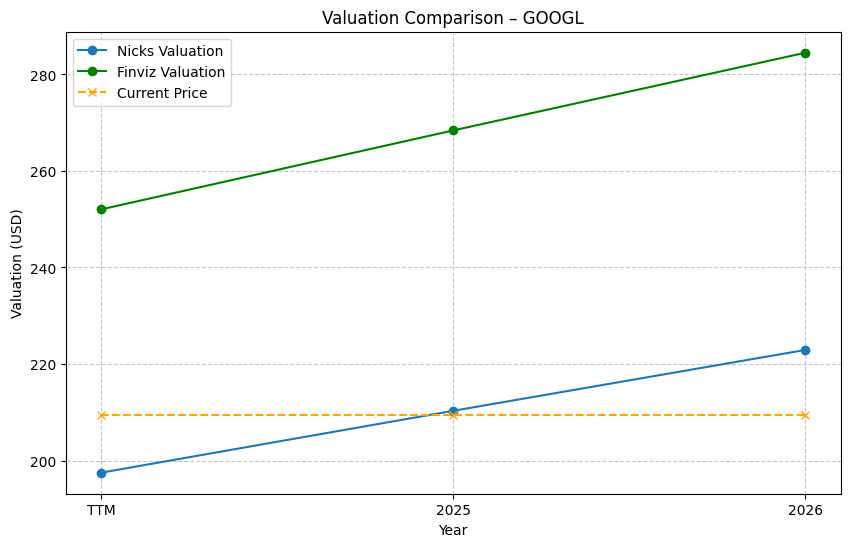 Valuation Comparison – GOOGL
Nicks Valuation
Finviz Valuation
Current Price
Valuation (USD)
280
260
240
220
200
TTM
2025
2026
Year